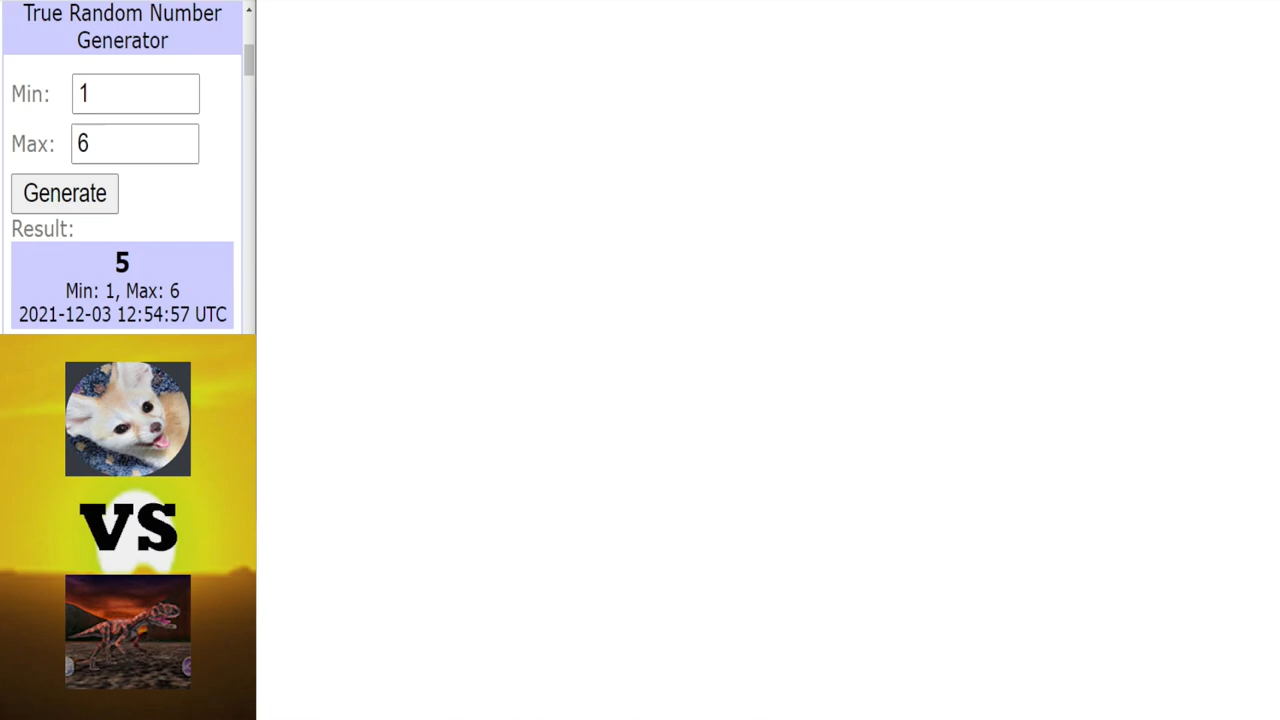 True Random Number
Generator
Min: 1
Max: 6
Generate
Result:
5
Min: 1, Max: 6
2021-12-03 12:54:57 UTC
vs